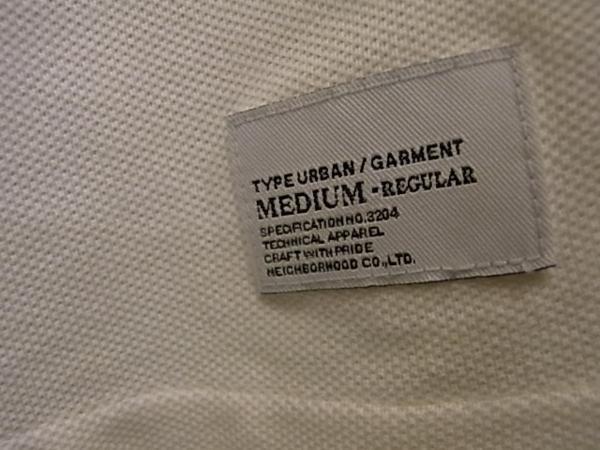 TYPE URBAN / GARMENT
MEDIUM - REGULAR
SPECIFICATION NO.3204
TECHNICAL APPAREL
CRAFT WITH PRIDE
NEIGHBORHOOD CO.,LTD.